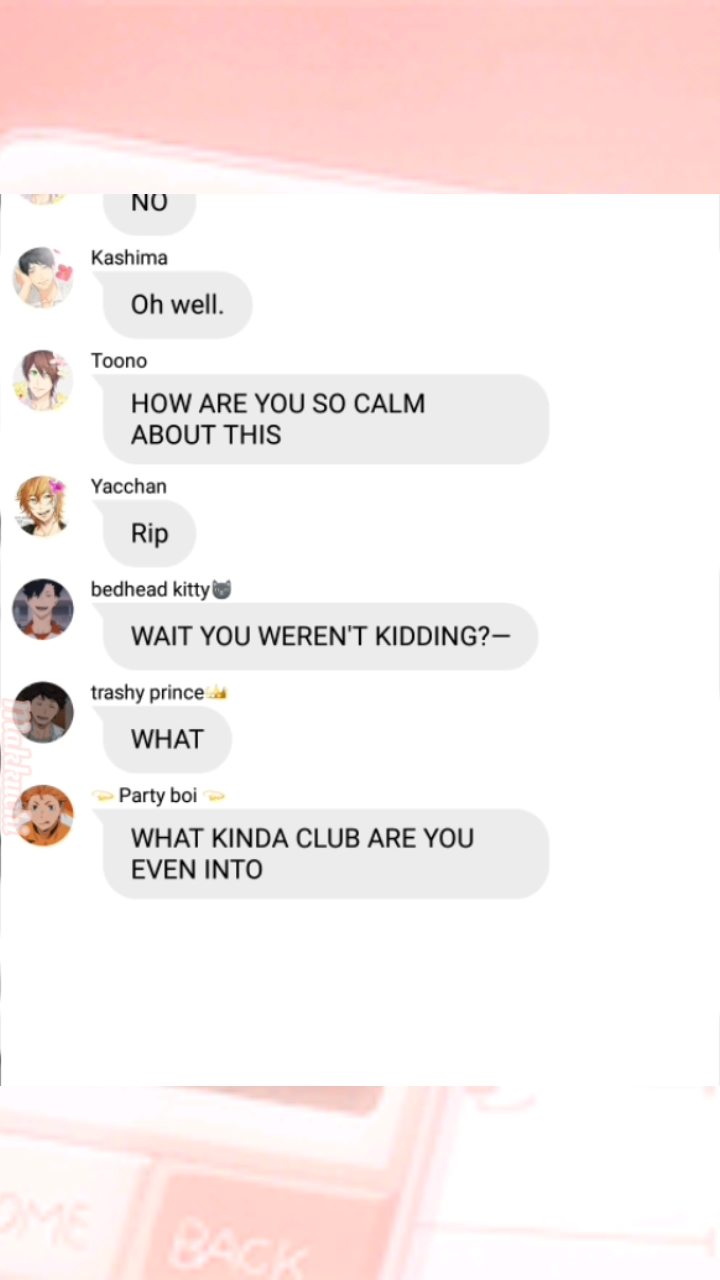 NO
Kashima
Oh well.
Toono
HOW ARE YOU SO CALM
ABOUT THIS
Yacchan
Rip
bedhead kitty🐱
WAIT YOU WEREN'T KIDDING?—
trashy prince👑
WHAT
💫 Party boi 💫
WHAT KINDA CLUB ARE YOU
EVEN INTO
OME
BACK